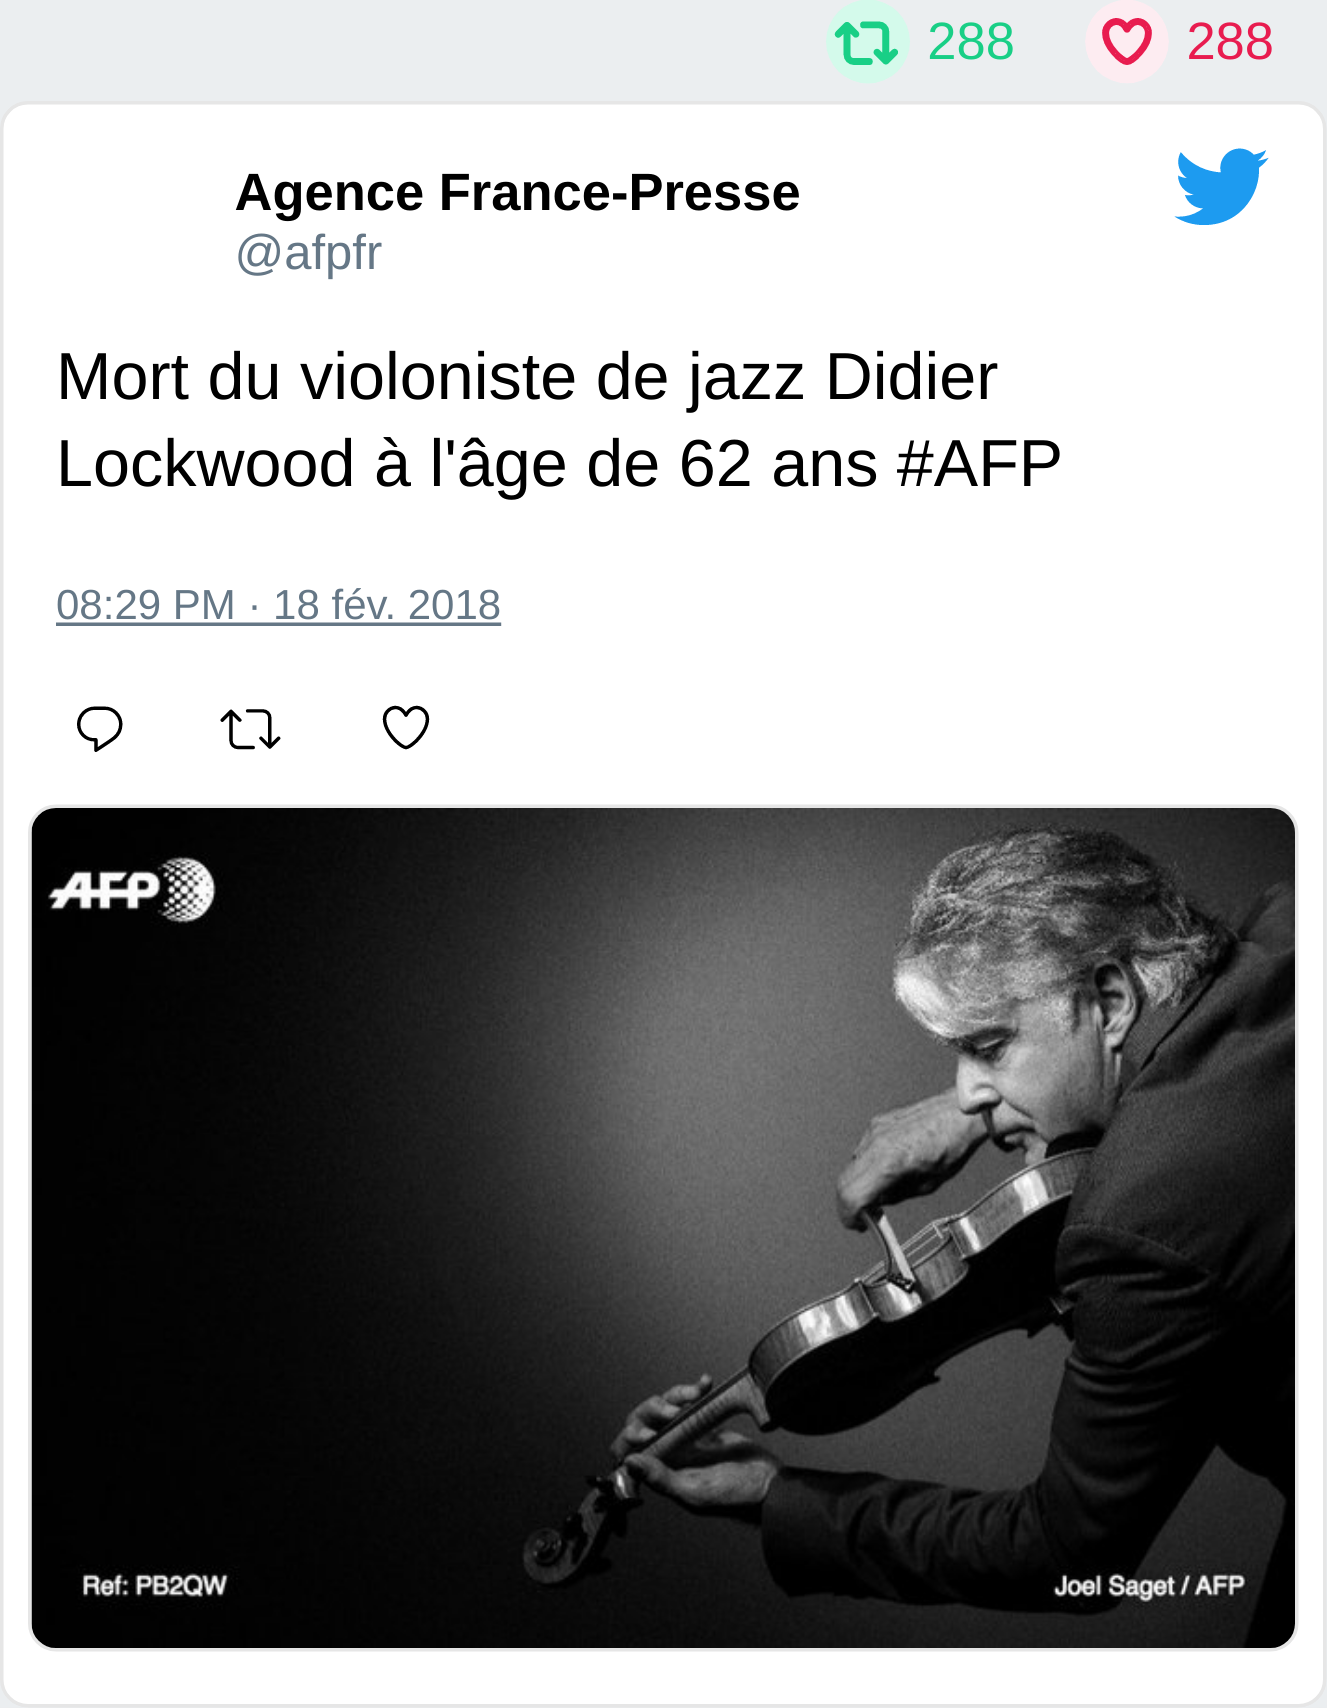 288 288
Agence France-Presse
@afpfr
Mort du violoniste de jazz Didier
Lockwood à l'âge de 62 ans #AFP
08:29 PM · 18 fév. 2018
AFP
Ref: PB2QW
Joel Saget / AFP